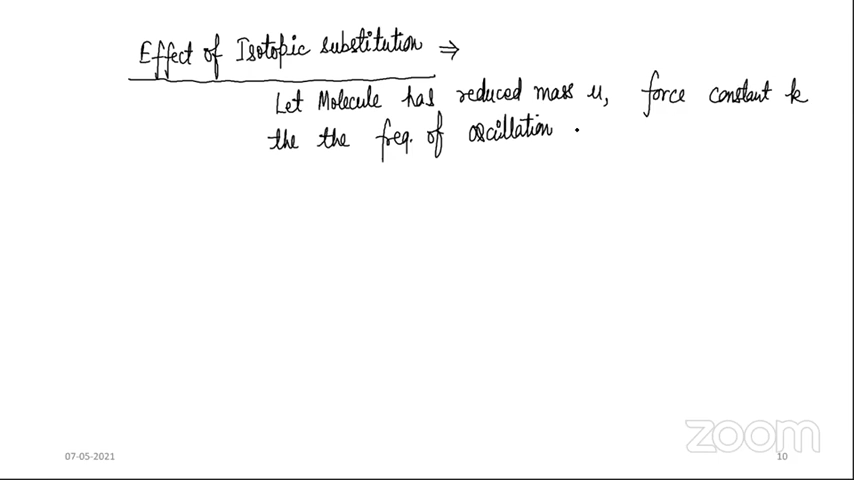 Effect of Isotopic substitution ⇒
Let Molecule has reduced mass μ, force constant k
the the freq. of oscillation .
zoom
07-05-2021
10